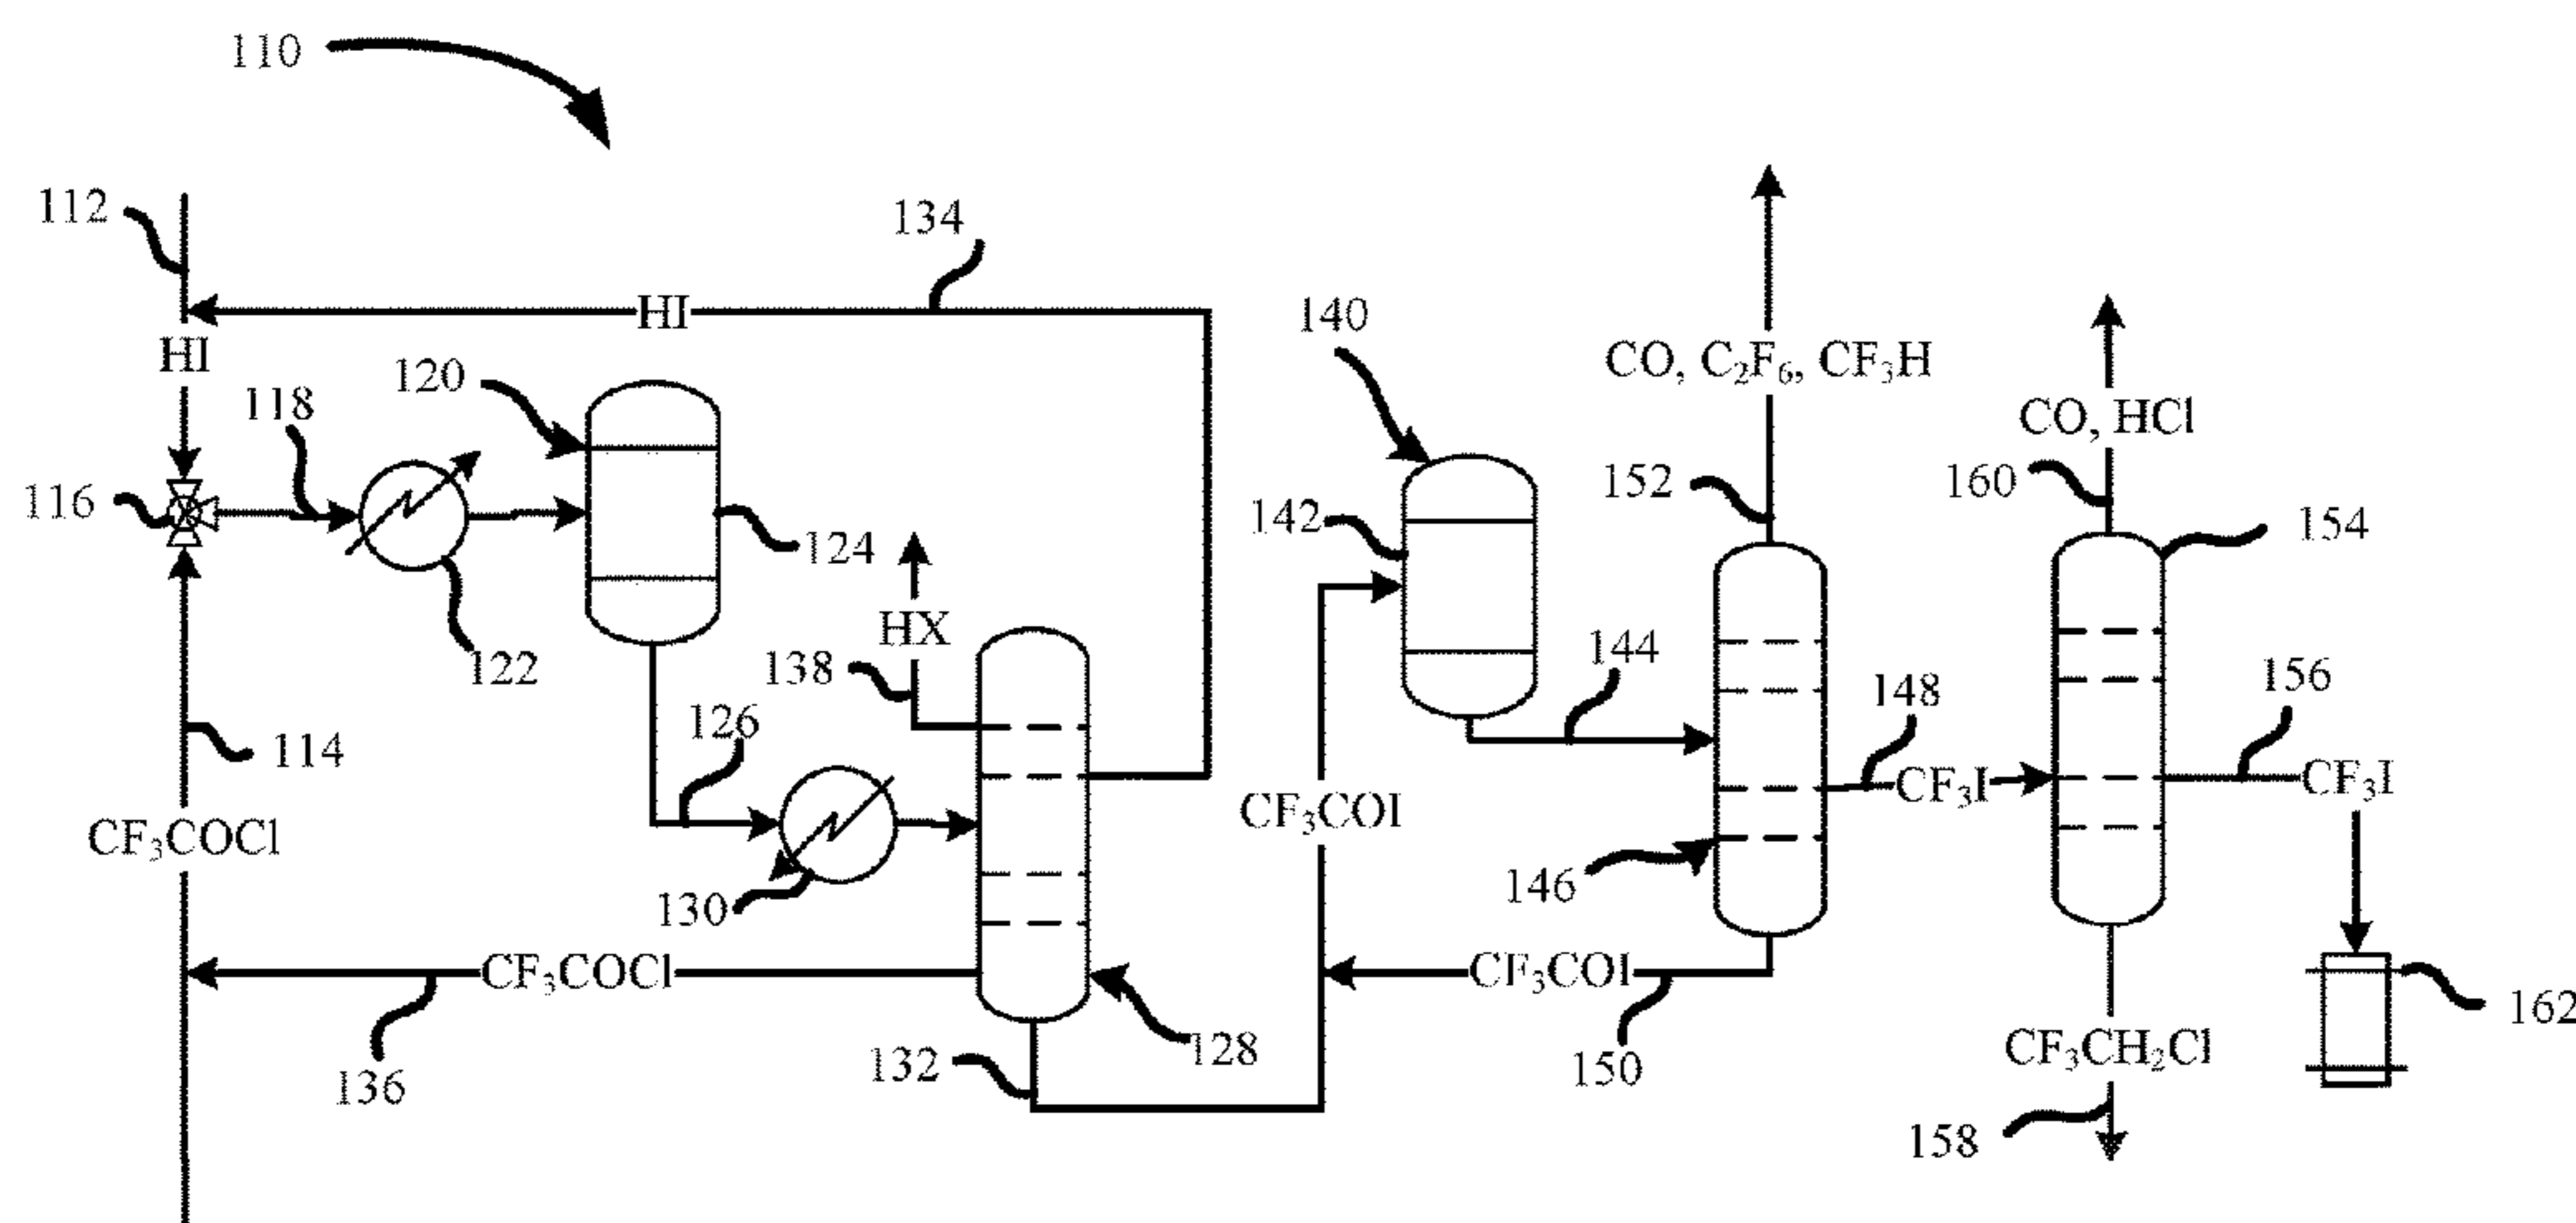 110
112
134
HI
HI
140
CO, C₂F₆, CF₃H
CO, HCl
118
120
116
122
124
142
152
160
154
HX
138
144
148
156
126
114
CF₃COI
CF₃I
CF₃I
CF₃COCl
130
146
CF₃COCl
CF₃COI
136
132
128
150
162
CF₃CH₂Cl
158